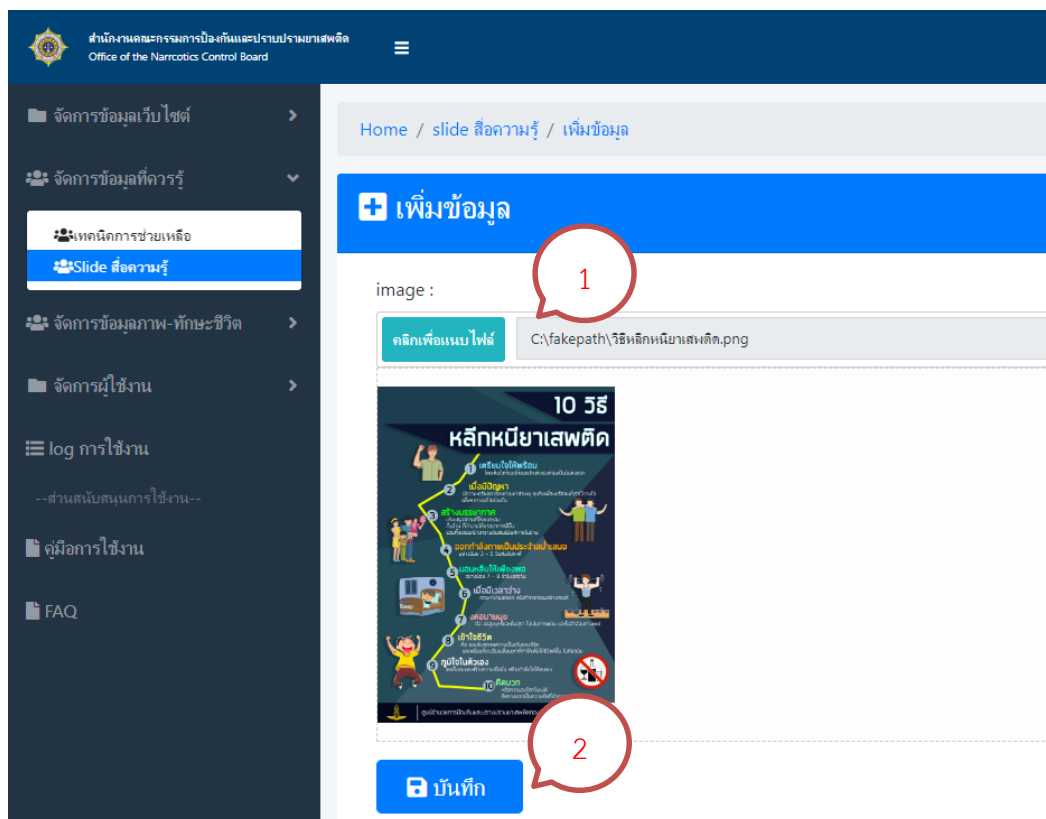 สำนักงานคณะกรรมการป้องกันและปราบปรามยาเสพติด
Office of the Narrcotics Control Board
จัดการข้อมูลเว็บไซต์
จัดการข้อมูลที่ควรรู้
เทคนิคการช่วยเหลือ
Slide สื่อความรู้
จัดการข้อมูลภาพ-ทักษะชีวิต
จัดการผู้ใช้งาน
log การใช้งาน
--ส่วนสนับสนุนการใช้งาน--
คู่มือการใช้งาน
FAQ
Home / slide สื่อความรู้ / เพิ่มข้อมูล
เพิ่มข้อมูล
1
image :
คลิกเพื่อแนบไฟล์
C:\fakepath\วิธีหลีกหนียาเสพติด.png
10 วิธี
หลีกหนียาเสพติด
1 เตรียมใจให้พร้อม
2 เมื่อมีปัญหา
3 สร้างบรรยากาศ
4 ออกกำลังกายเป็นประจำสม่ำเสมอ
5 นอนหลับให้เพียงพอ
6 เมื่อมีเวลาว่าง
7 งดอบายมุข
8 เข้าใจชีวิต
9 ภูมิใจในตัวเอง
10 คิดบวก
2
บันทึก